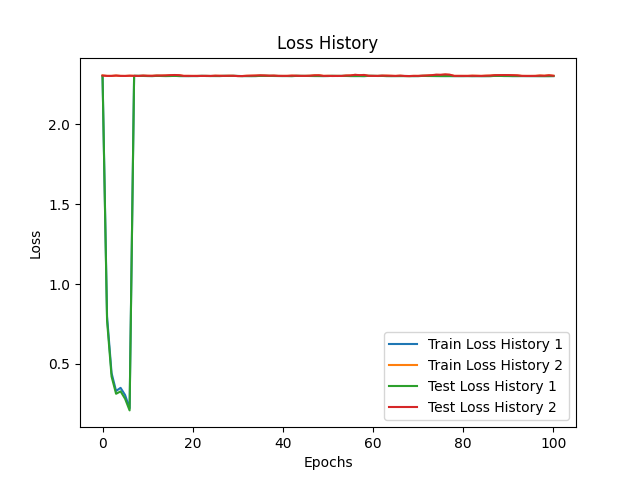 Loss History
2.0
1.5
1.0
0.5
Loss
0 20 40 60 80 100
Epochs
Train Loss History 1
Train Loss History 2
Test Loss History 1
Test Loss History 2